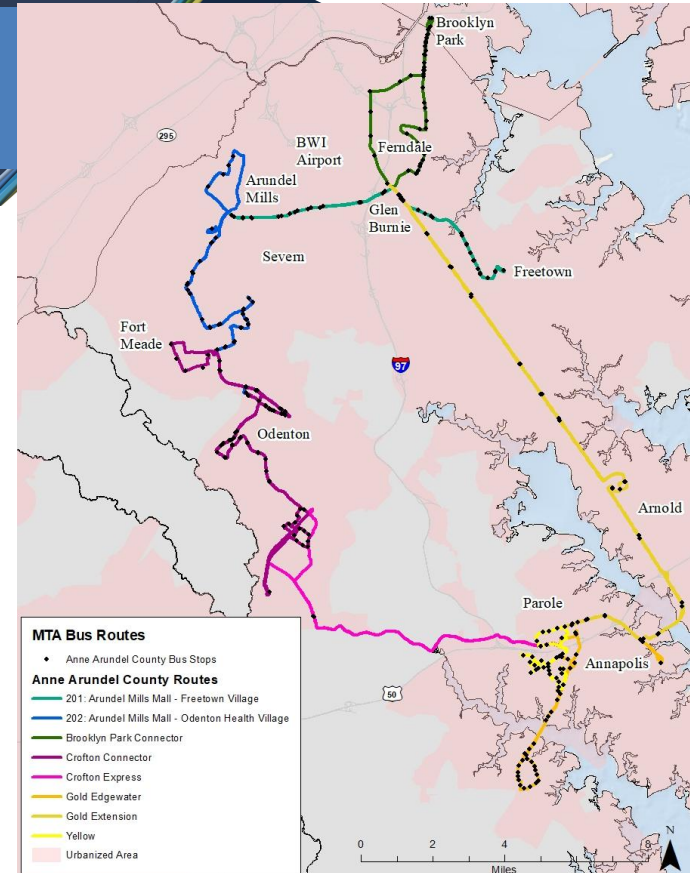 Brooklyn
Park
295
BWI
Airport
Ferndale
Arundel
Mills
Glen
Burnie
Severn
Freetown
Fort
Meade
97
Odenton
Arnold
Parole
Annapolis
50
MTA Bus Routes
Anne Arundel County Bus Stops
Anne Arundel County Routes
201: Arundel Mills Mall - Freetown Village
202: Arundel Mills Mall - Odenton Health Village
Brooklyn Park Connector
Crofton Connector
Crofton Express
Gold Edgewater
Gold Extension
Yellow
Urbanized Area
N
0 2 4 6 8
Miles